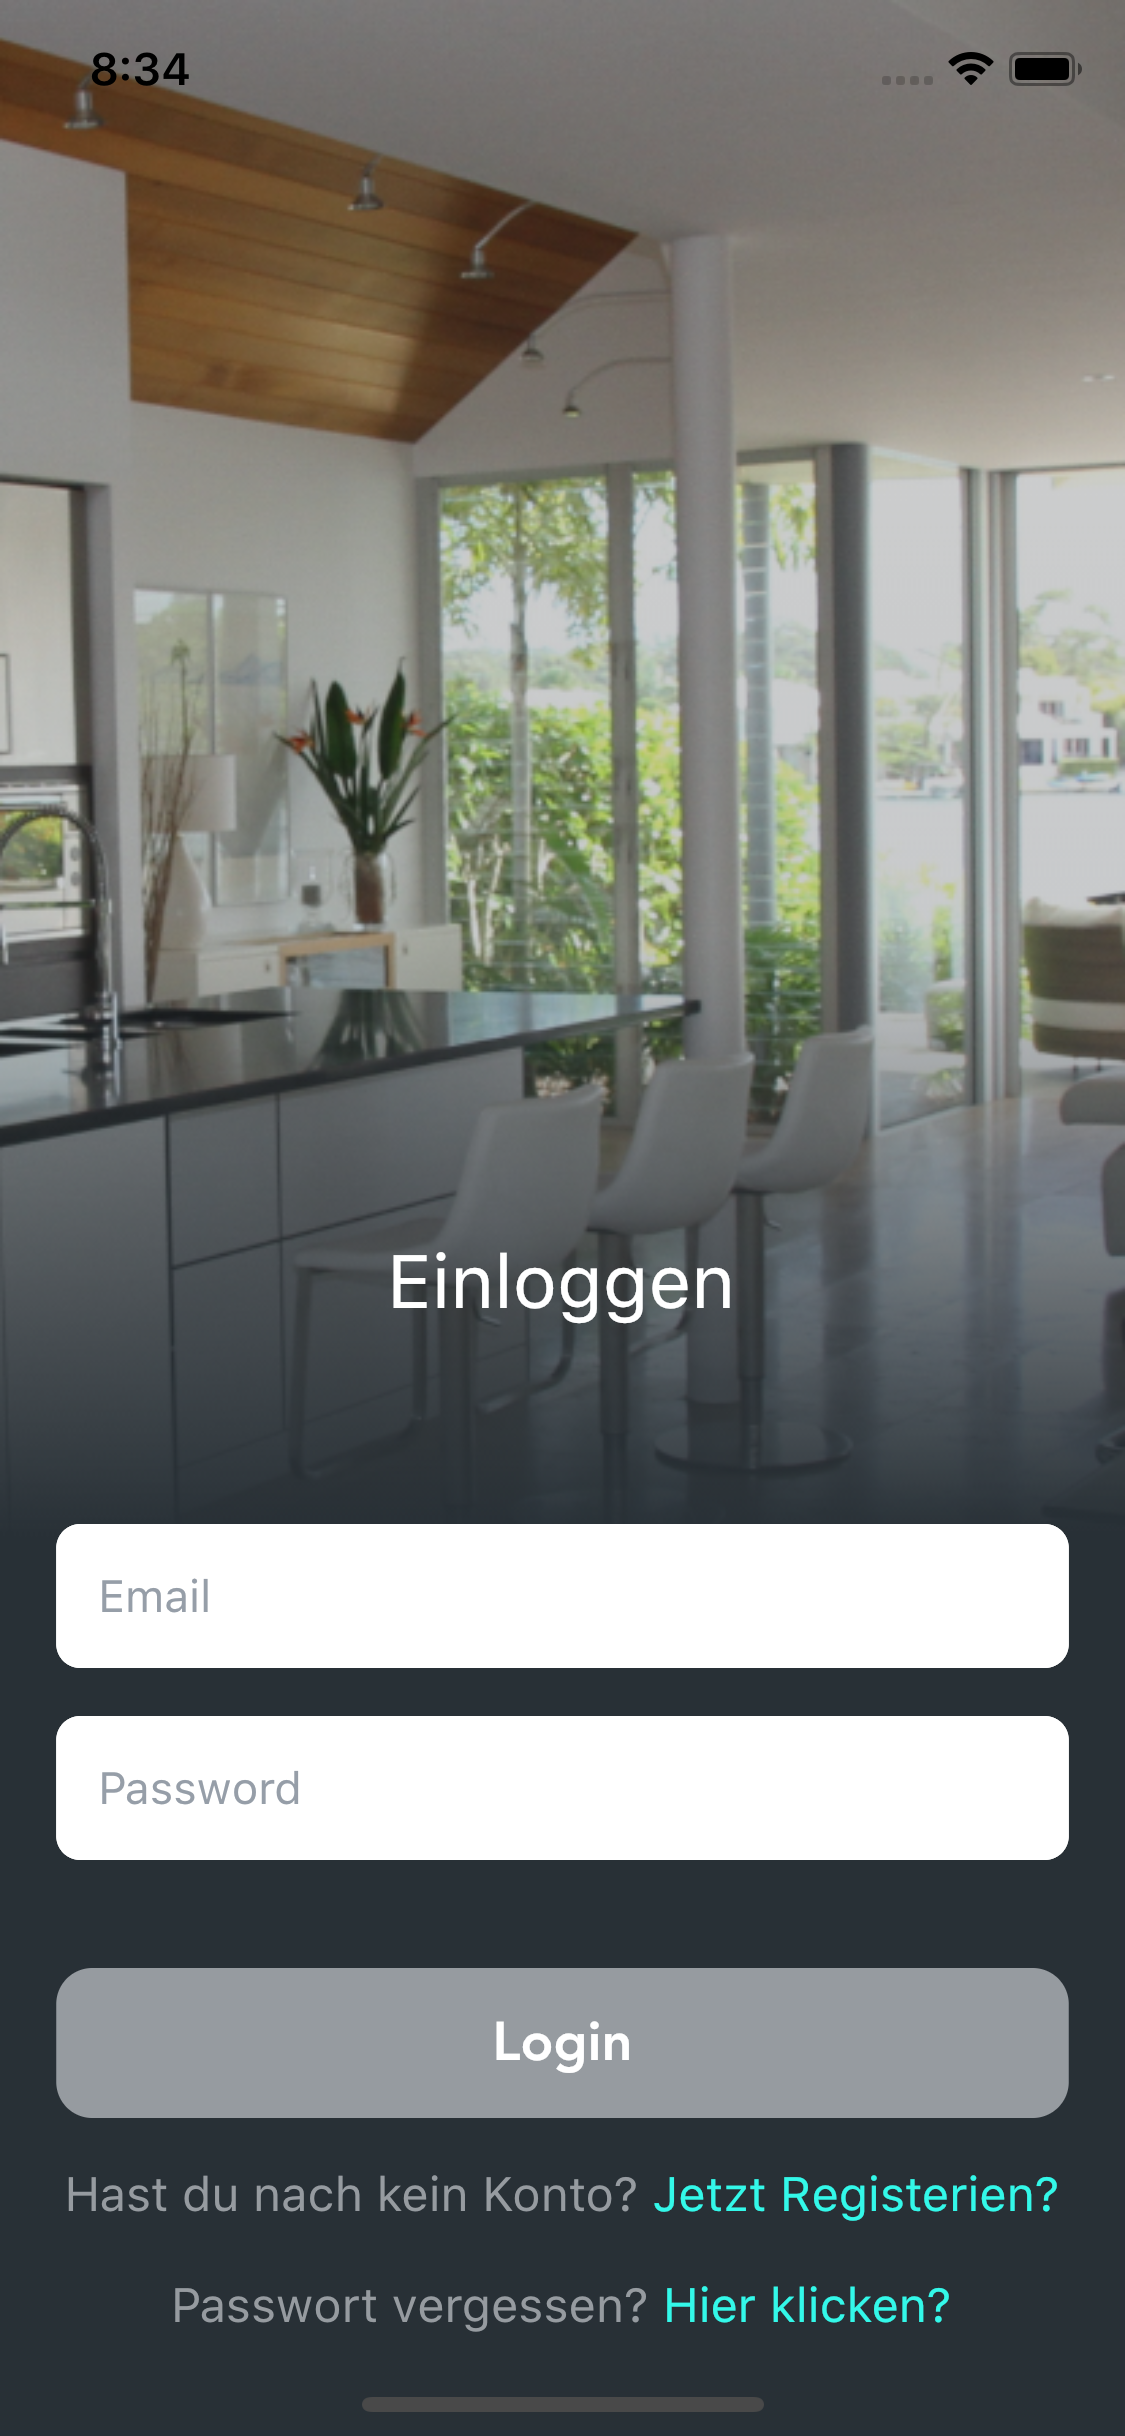 8:34
Einloggen
Email
Password
Login
Hast du nach kein Konto? Jetzt Registerien?
Passwort vergessen? Hier klicken?